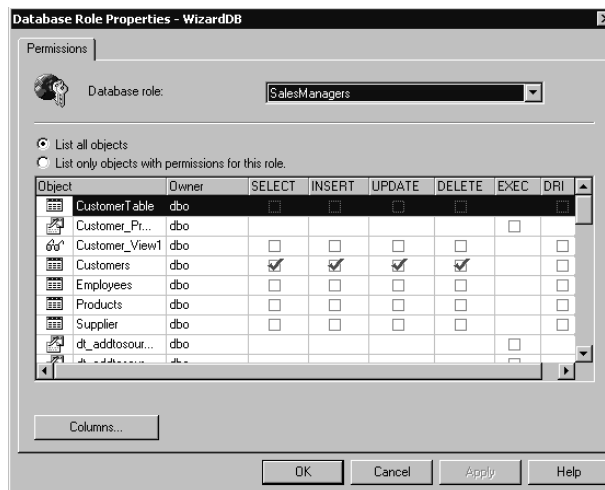 Database Role Properties - WizardDB
Permissions
Database role:
SalesManagers
List all objects
List only objects with permissions for this role.
Object Owner SELECT INSERT UPDATE DELETE EXEC DRI
CustomerTable dbo
Customer_Pr... dbo
Customer_View1 dbo
Customers dbo
Employees dbo
Products dbo
Supplier dbo
dt_addtosour... dbo
Columns...
OK Cancel Apply Help